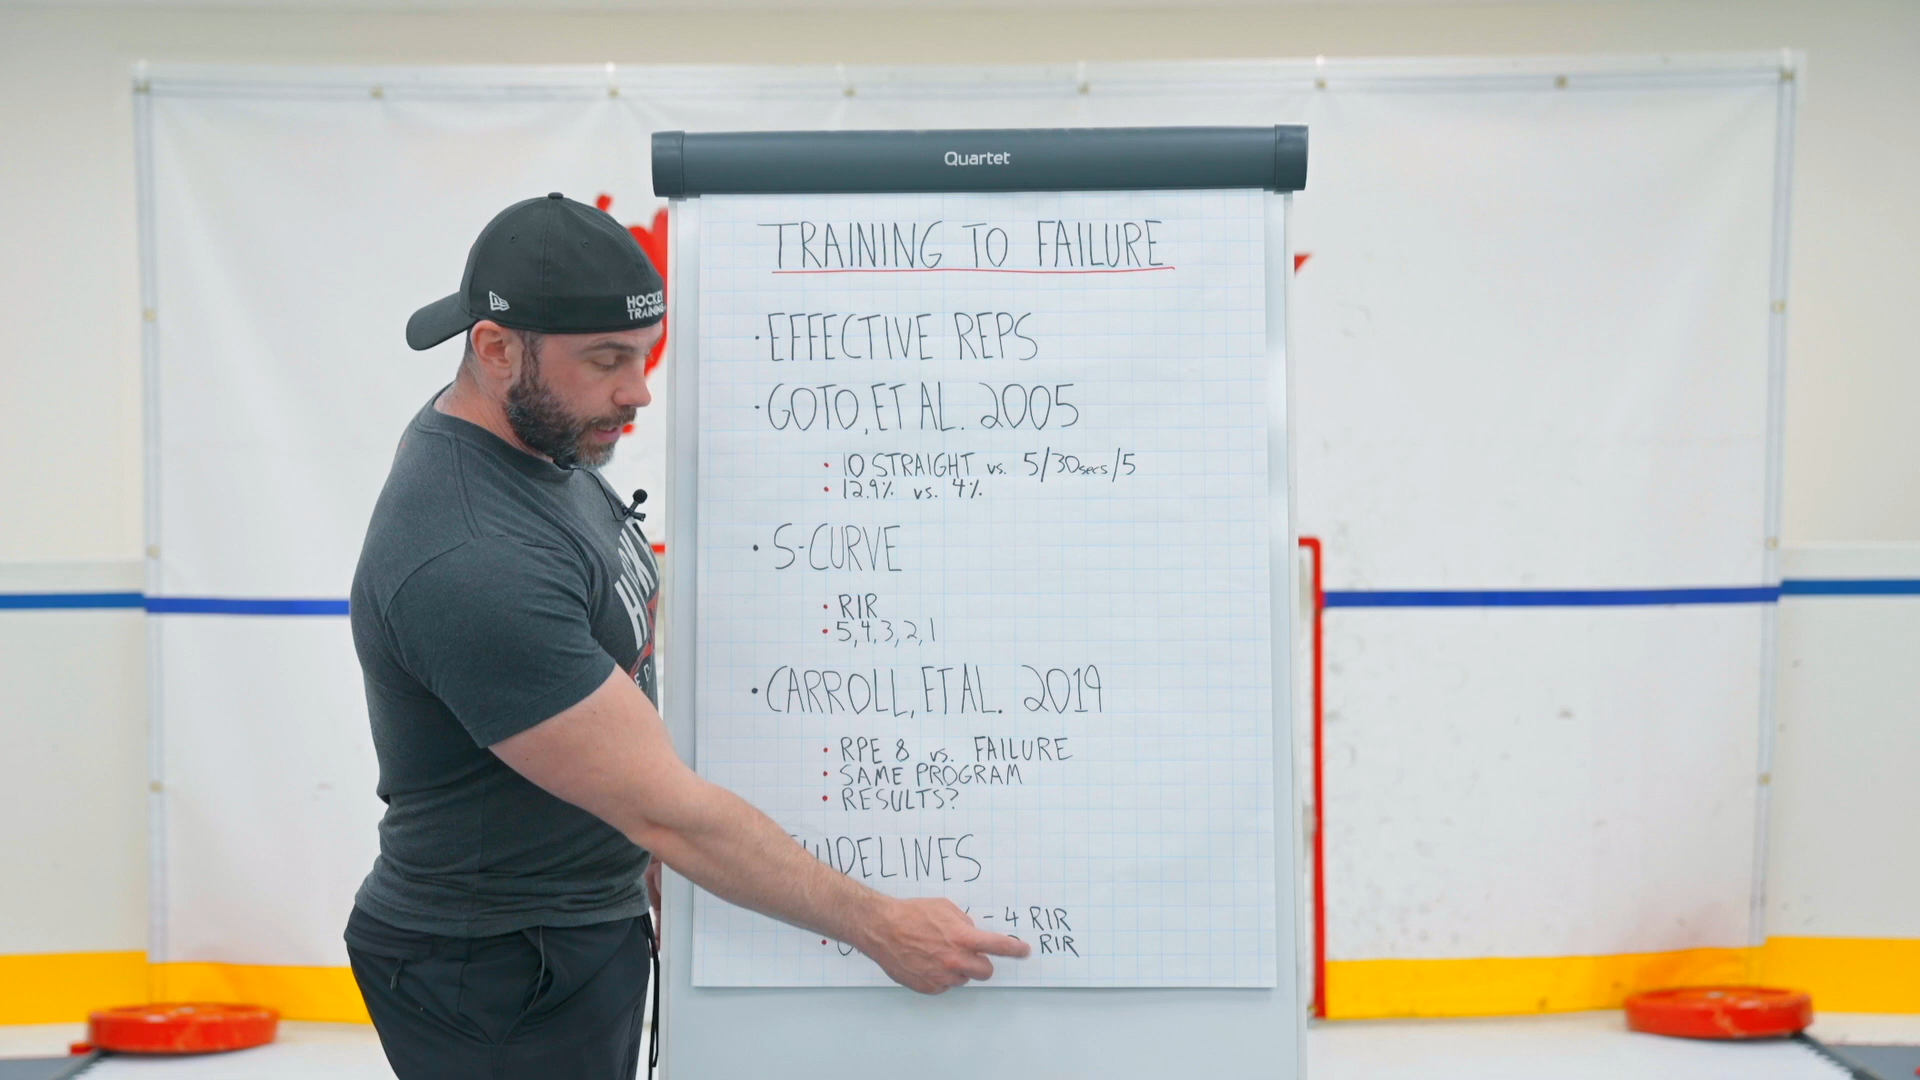 Quartet
TRAINING TO FAILURE
· EFFECTIVE REPS
· GOTO, ET AL. 2005
• 10 STRAIGHT vs. 5/30secs/5
• 12.9% vs. 4%
· S-CURVE
• RIR
• 5, 4, 3, 2, 1
· CARROLL, ET AL. 2019
• RPE 8 vs. FAILURE
• SAME PROGRAM
• RESULTS?
GUIDELINES
- 4 RIR
RIR
HOCKEY
TRAINING